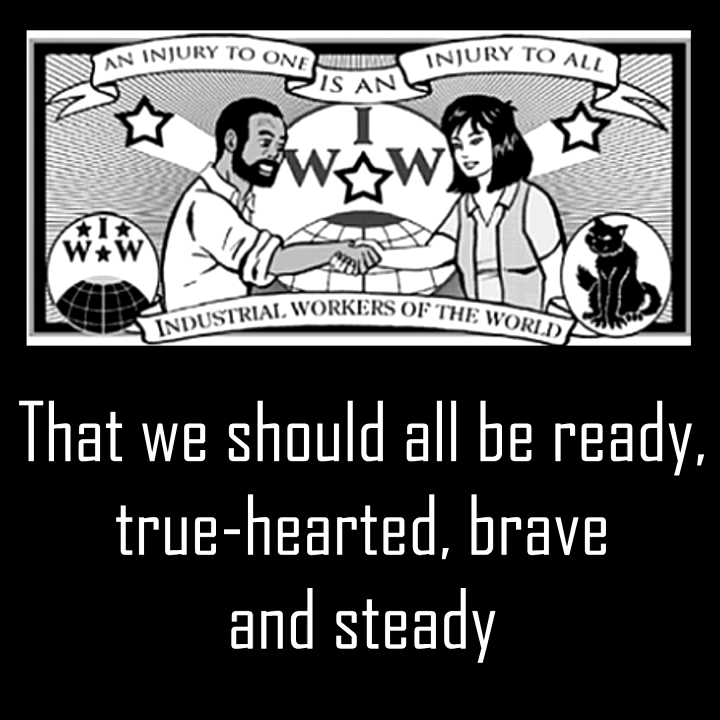 AN INJURY TO ONE IS AN INJURY TO ALL
I
W W
I
W W
INDUSTRIAL WORKERS OF THE WORLD
That we should all be ready,
true-hearted, brave
and steady